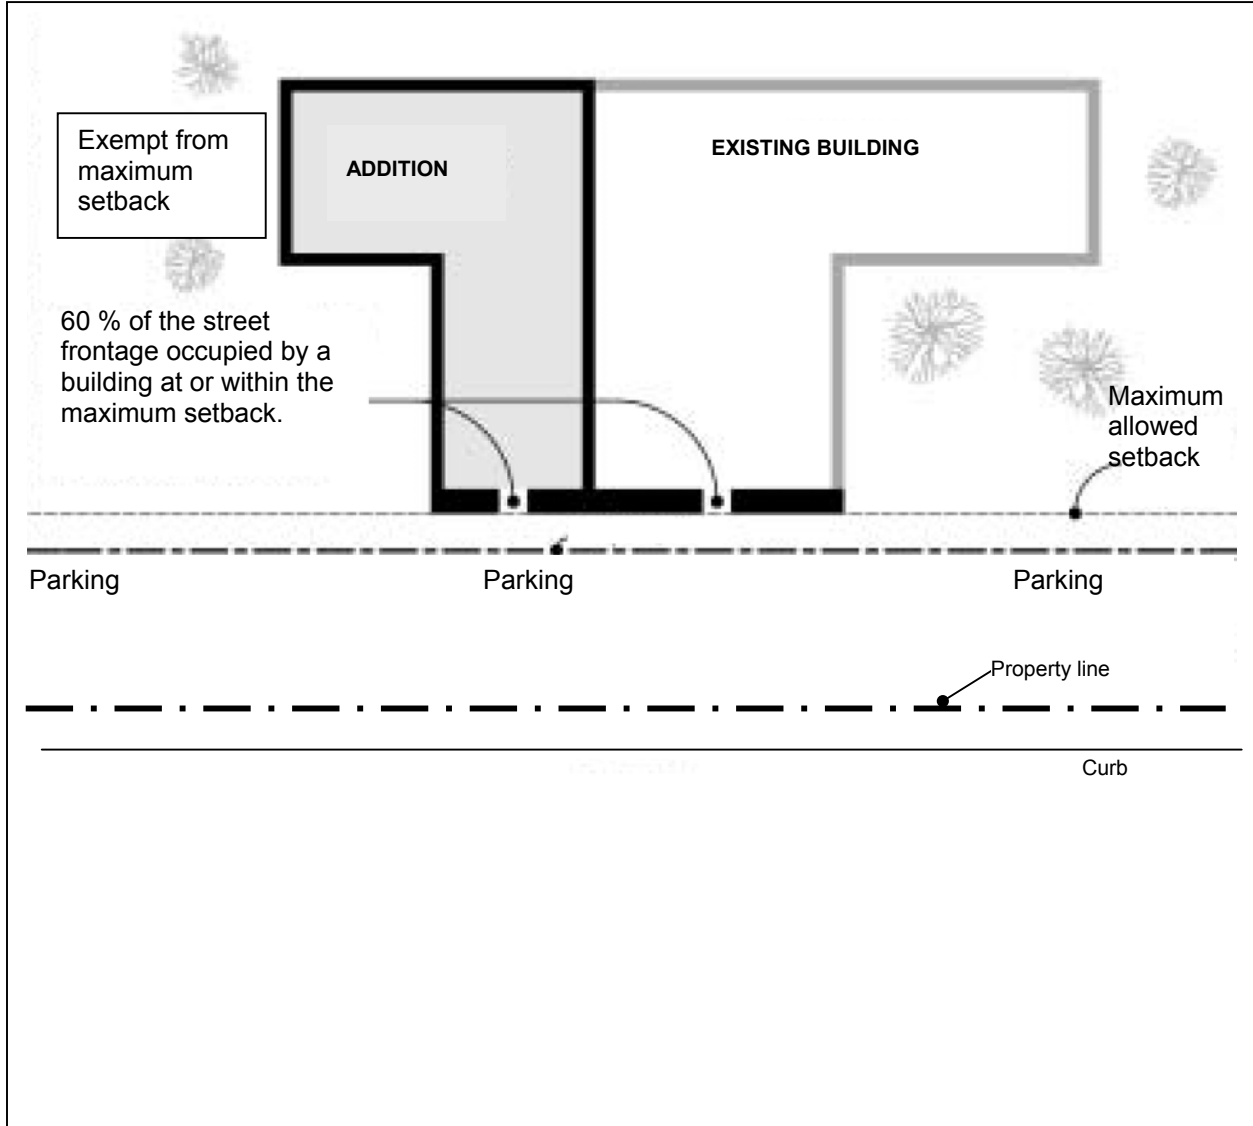 Exempt from
maximum
setback
ADDITION
EXISTING BUILDING
60 % of the street
frontage occupied by a
building at or within the
maximum setback.
Maximum
allowed
setback
Parking
Parking
Parking
Property line
Curb